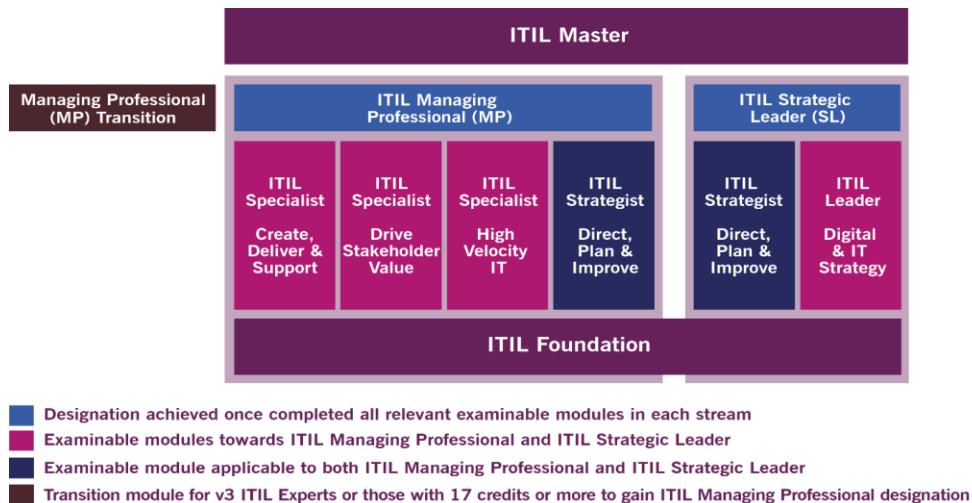 ITIL Master
Managing Professional
(MP) Transition
ITIL Managing
Professional (MP)
ITIL Strategic
Leader (SL)
ITIL
Specialist
Create,
Deliver &
Support
ITIL
Specialist
Drive
Stakeholder
Value
ITIL
Specialist
High
Velocity
IT
ITIL
Strategist
Direct,
Plan &
Improve
ITIL
Strategist
Direct,
Plan &
Improve
ITIL
Leader
Digital
& IT
Strategy
ITIL Foundation
Designation achieved once completed all relevant examinable modules in each stream
Examinable modules towards ITIL Managing Professional and ITIL Strategic Leader
Examinable module applicable to both ITIL Managing Professional and ITIL Strategic Leader
Transition module for v3 ITIL Experts or those with 17 credits or more to gain ITIL Managing Professional designation